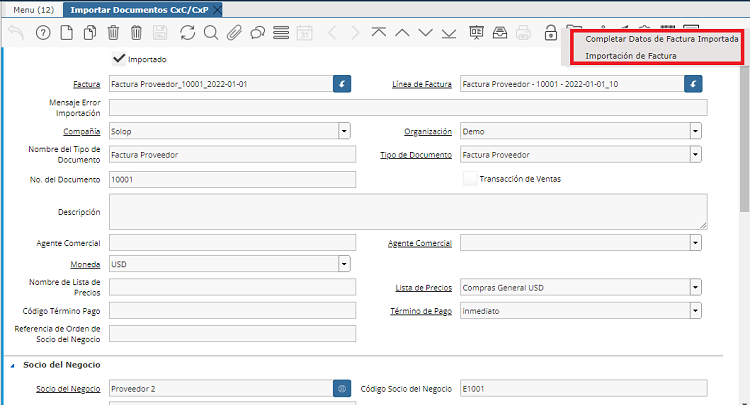 Menu (12)
Importar Documentos CxC/CxP
Completar Datos de Factura Importada
Importación de Factura
Importado
Factura
Factura Proveedor_10001_2022-01-01
Línea de Factura
Factura Proveedor - 10001 - 2022-01-01_10
Mensaje Error
Importación
Compañía
Solop
Organización
Demo
Nombre del Tipo de
Documento
Factura Proveedor
Tipo de Documento
Factura Proveedor
No. del Documento
10001
Transacción de Ventas
Descripción
Agente Comercial
Agente Comercial
Moneda
USD
Nombre de Lista de
Precios
Lista de Precios
Compras General USD
Código Término Pago
Término de Pago
inmediato
Referencia de Orden de
Socio del Negocio
Socio del Negocio
Socio del Negocio
Proveedor 2
Código Socio del Negocio
E1001